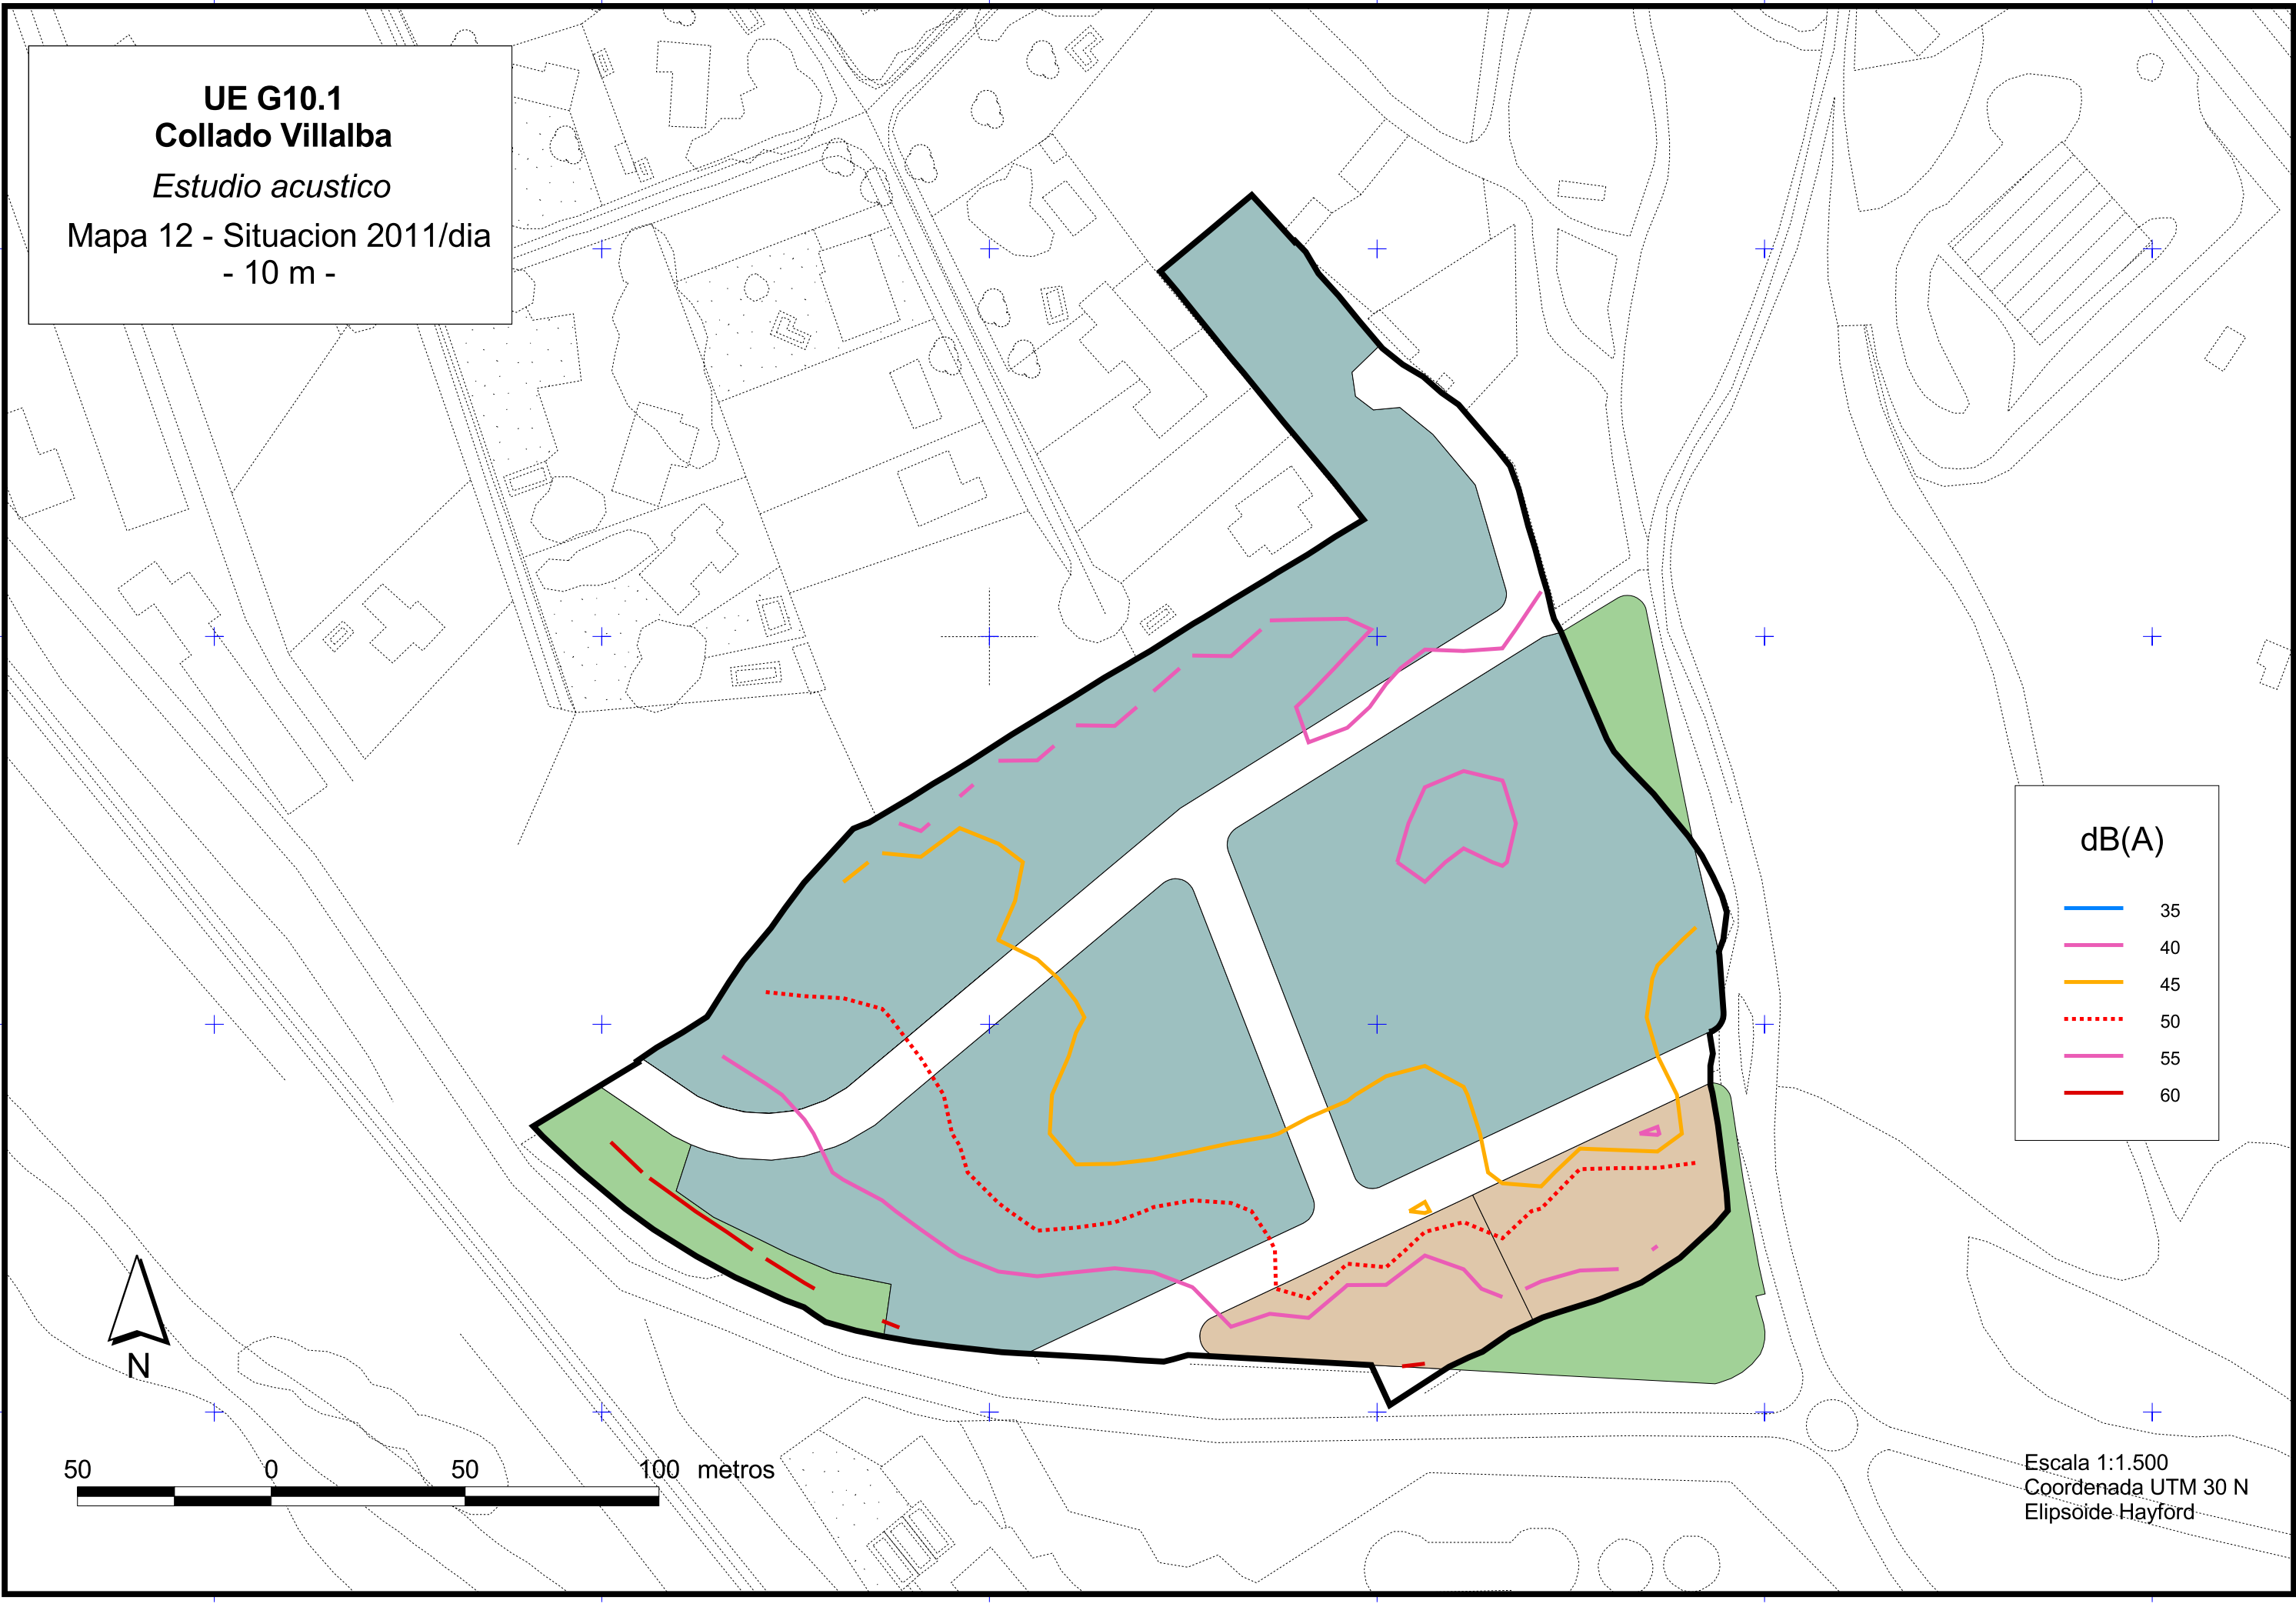 UE G10.1
Collado Villalba
Estudio acustico
Mapa 12 - Situacion 2011/dia
- 10 m -
dB(A)
35
40
45
50
55
60
N
50 0 50 100 metros
Escala 1:1.500
Coordenada UTM 30 N
Elipsoide Hayford